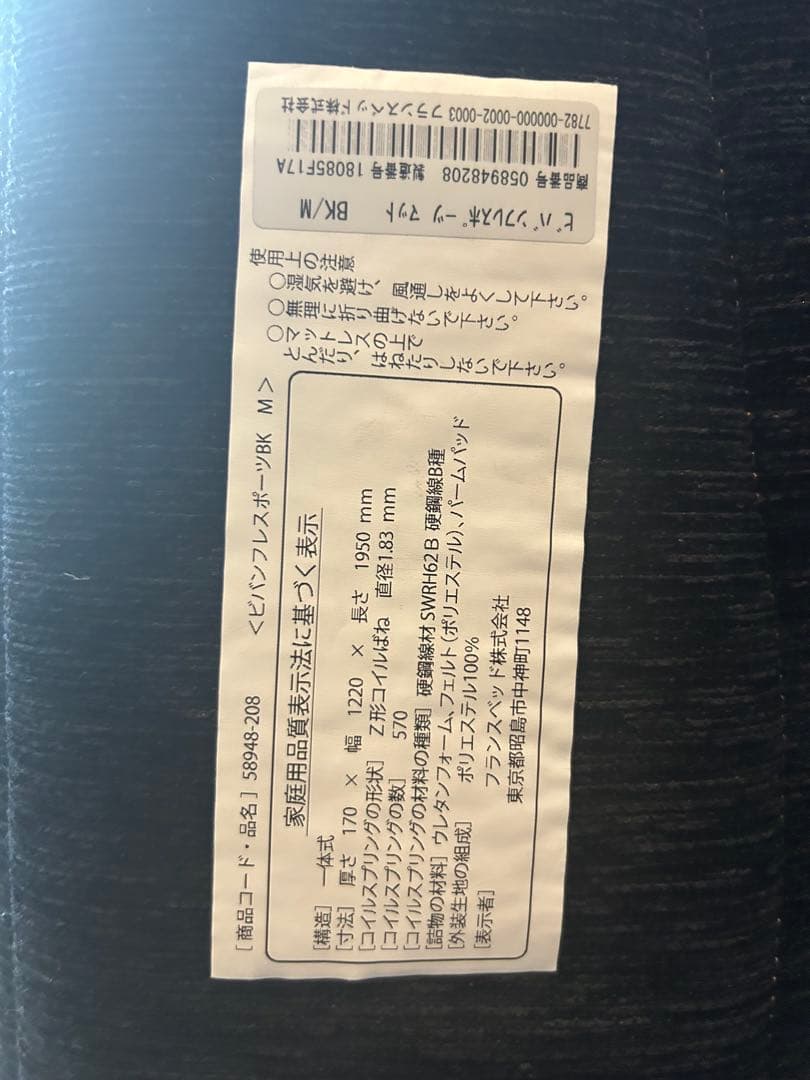 [商品コード・品名] 58948-208 <ビバンフレスポーツBK M>
家庭用品質表示法に基づく表示
[構造] 一体式
[寸法] 厚さ 170 × 幅 1220 × 長さ 1950 mm
[コイルスプリングの形状] Z形コイルばね 直径1.83 mm
[コイルスプリングの数] 570
[コイルスプリングの材料の種類] 硬鋼線材 SWRH62B 硬鋼線B種
[詰物の材料] ウレタンフォーム、フェルト(ポリエステル)、パームパッド
[外装生地の組成] ポリエステル100%
[表示者] フランスベッド株式会社
東京都昭島市中神町1148
使用上の注意
○湿気を避け、風通しをよくして下さい。
○無理に折り曲げないで下さい。
○マットレスの上で
とんだり、はねたりしないで下さい。
ビバンフレスポーツ マット BK/M
商品番号 058948208 製造番号 18085F17A
7782-000000-0002-0003 フランスベッド株式会社